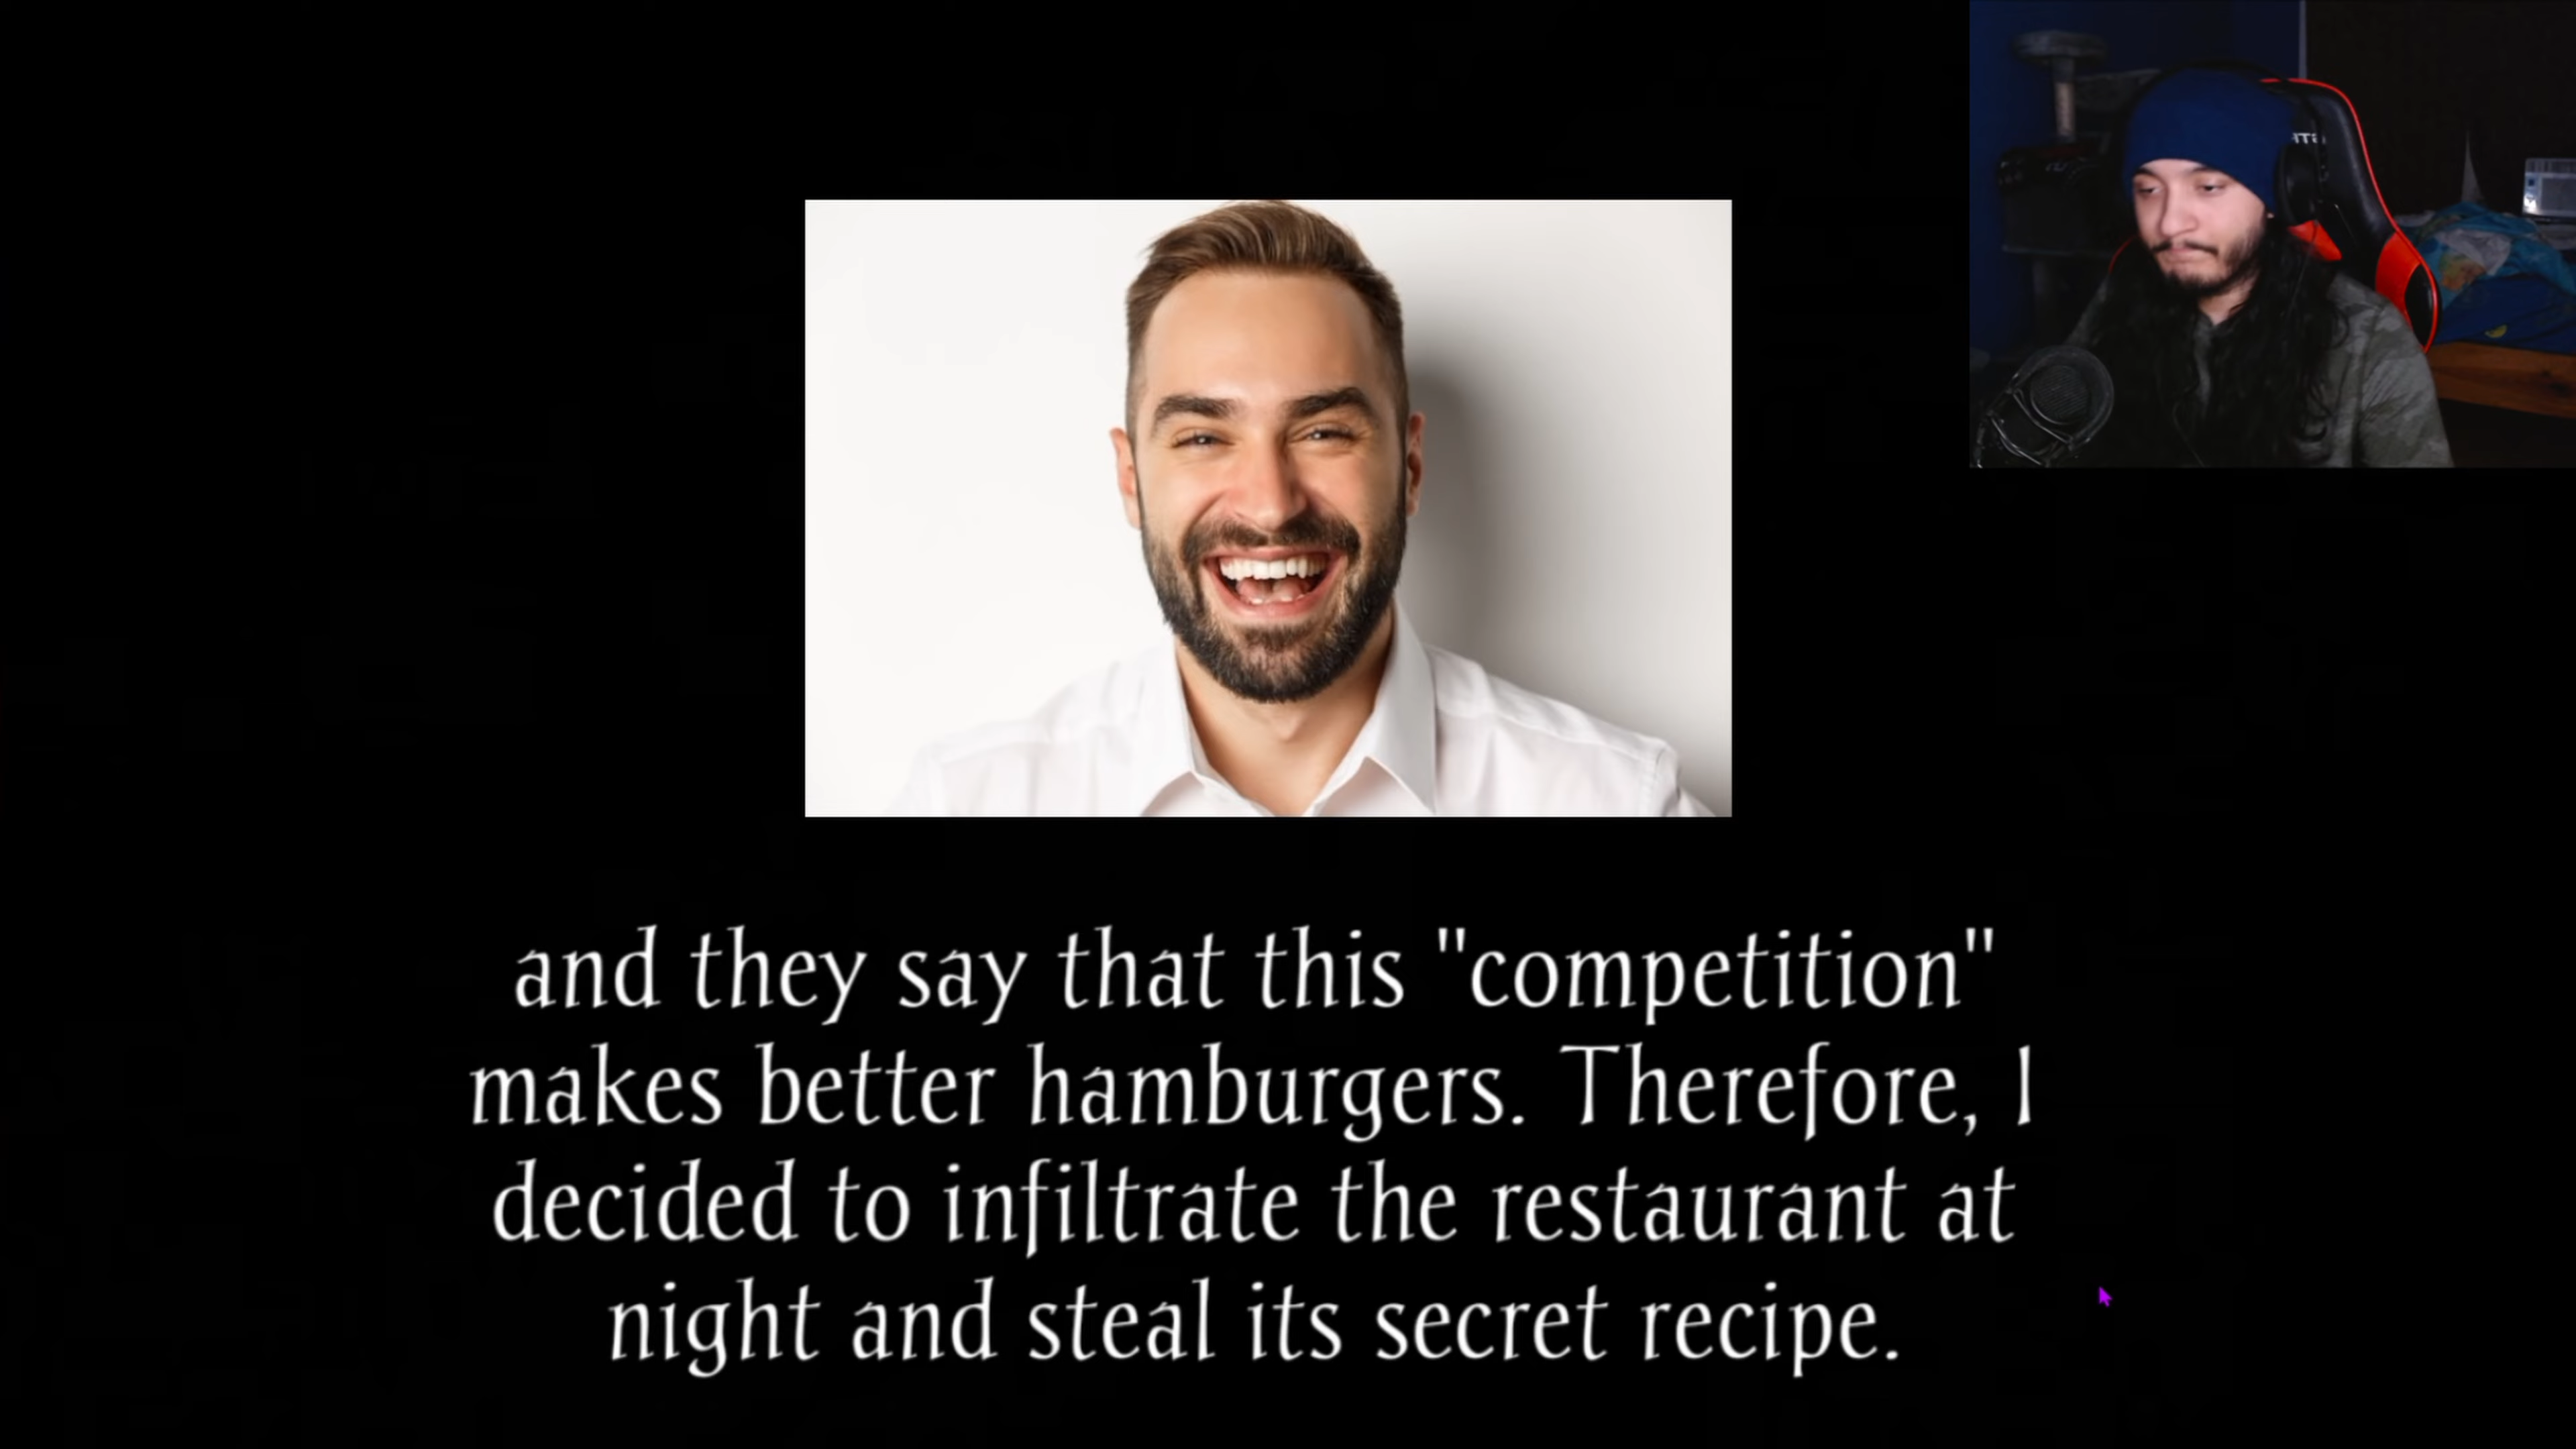 and they say that this "competition"
makes better hamburgers. Therefore, I
decided to infiltrate the restaurant at
night and steal its secret recipe.